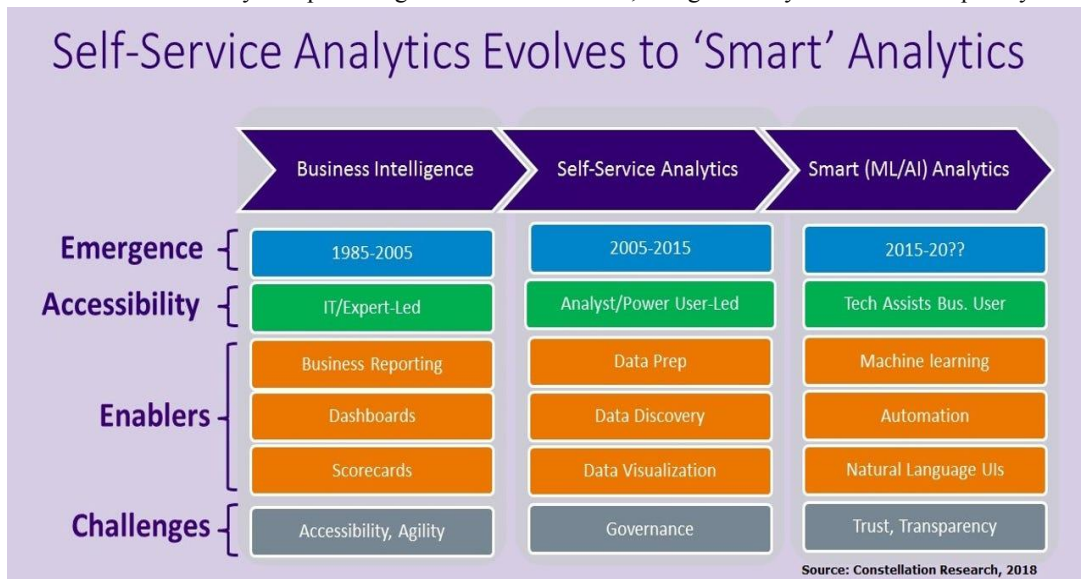 Self-Service Analytics Evolves to ‘Smart’ Analytics
Business Intelligence
Self-Service Analytics
Smart (ML/AI) Analytics
Emergence
1985-2005
2005-2015
2015-20??
Accessibility
IT/Expert-Led
Analyst/Power User-Led
Tech Assists Bus. User
Enablers
Business Reporting
Data Prep
Machine learning
Dashboards
Data Discovery
Automation
Scorecards
Data Visualization
Natural Language UIs
Challenges
Accessibility, Agility
Governance
Trust, Transparency
Source: Constellation Research, 2018